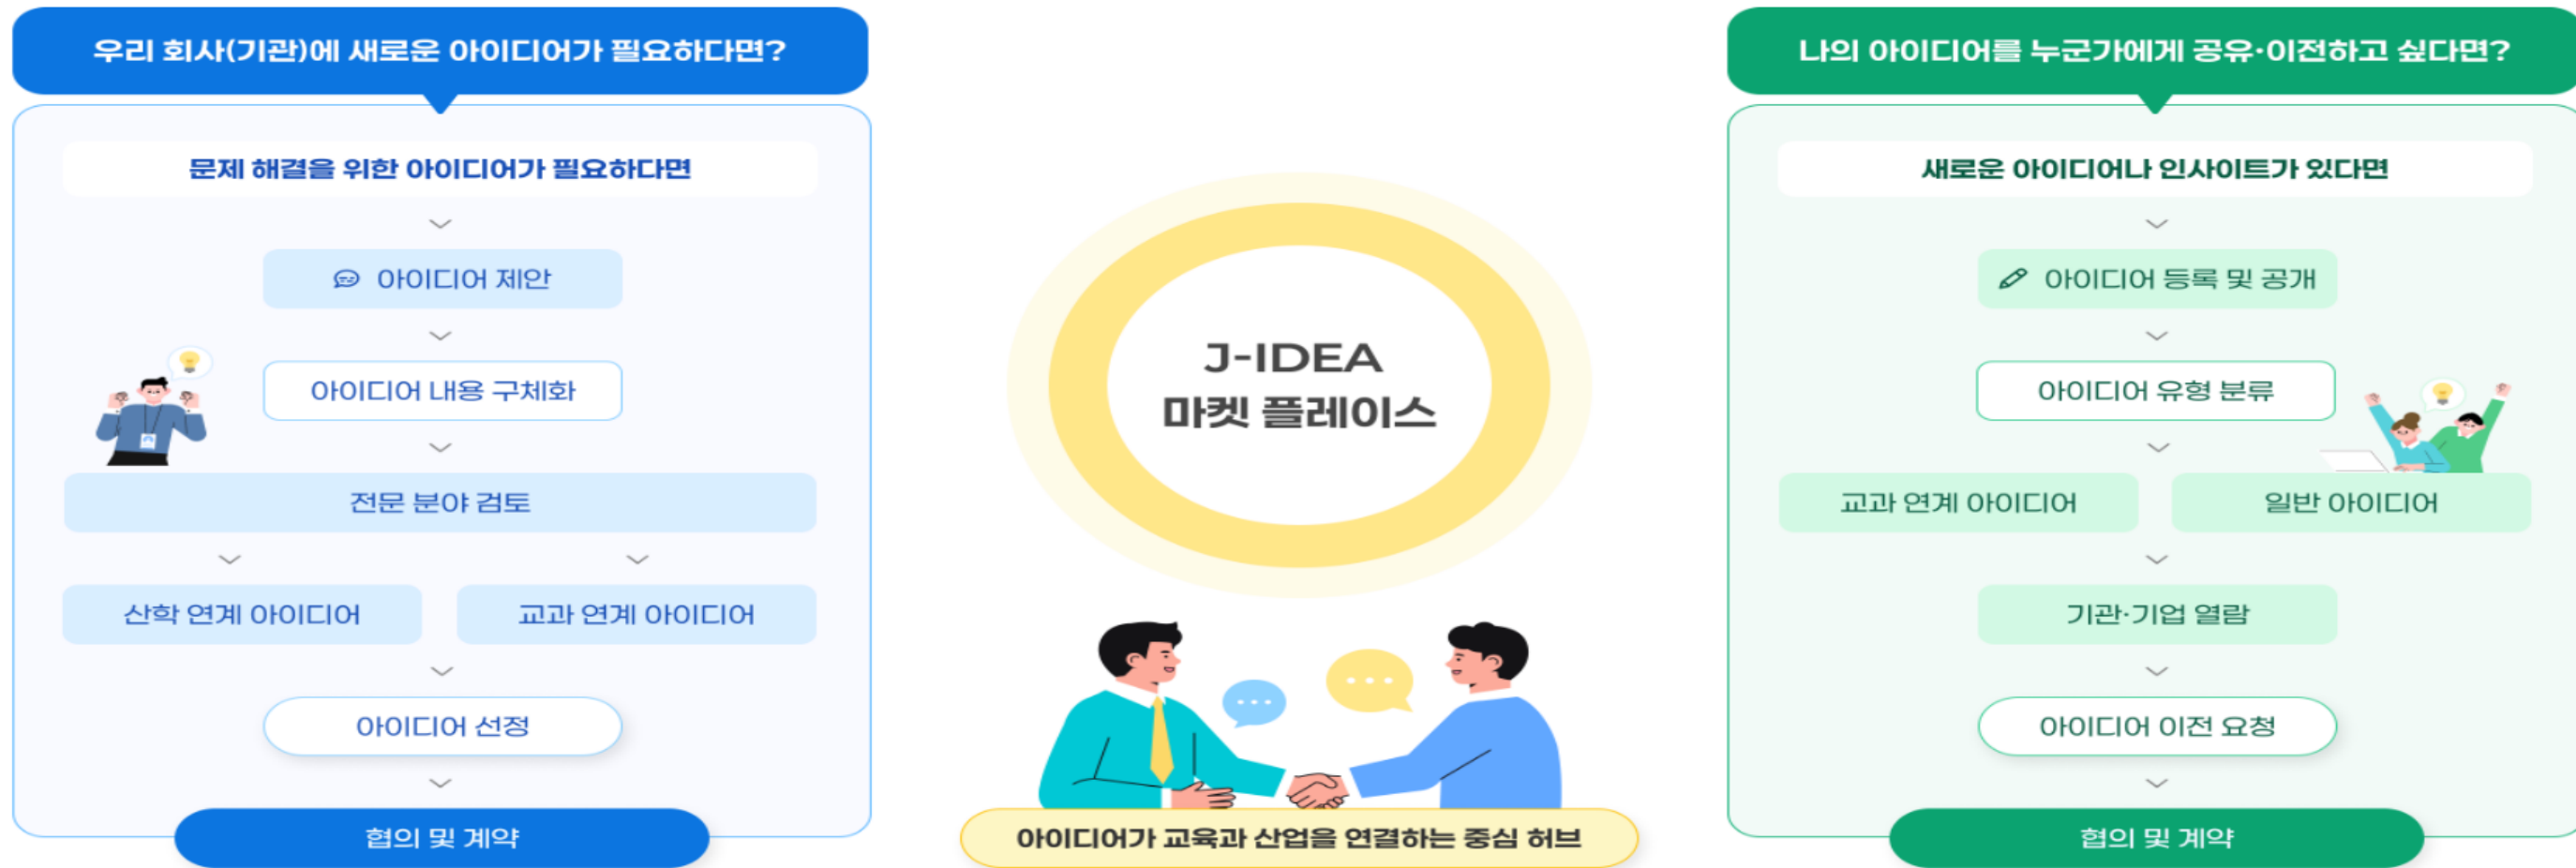 우리 회사(기관)에 새로운 아이디어가 필요하다면?
문제 해결을 위한 아이디어가 필요하다면
아이디어 제안
아이디어 내용 구체화
전문 분야 검토
산학 연계 아이디어
교과 연계 아이디어
아이디어 선정
협의 및 계약
J-IDEA
마켓 플레이스
아이디어가 교육과 산업을 연결하는 중심 허브
나의 아이디어를 누군가에게 공유·이전하고 싶다면?
새로운 아이디어나 인사이트가 있다면
아이디어 등록 및 공개
아이디어 유형 분류
교과 연계 아이디어
일반 아이디어
기관·기업 열람
아이디어 이전 요청
협의 및 계약